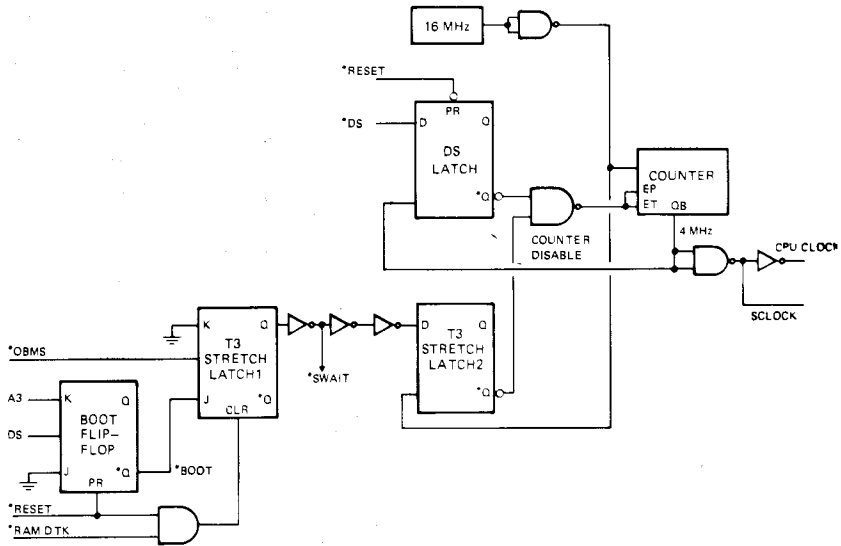 16 MHz
*RESET
PR
*DS
D
Q
DS
LATCH
*Q
COUNTER
EP
ET
QB
4 MHz
COUNTER
DISABLE
CPU CLOCK
SCLOCK
K
Q
T3
STRETCH
LATCH1
J
*Q
CLR
*OBMS
*SWAIT
D
Q
T3
STRETCH
LATCH2
*Q
A3
K
Q
BOOT
FLIP–
FLOP
DS
J
*Q
PR
*BOOT
*RESET
*RAM DTK